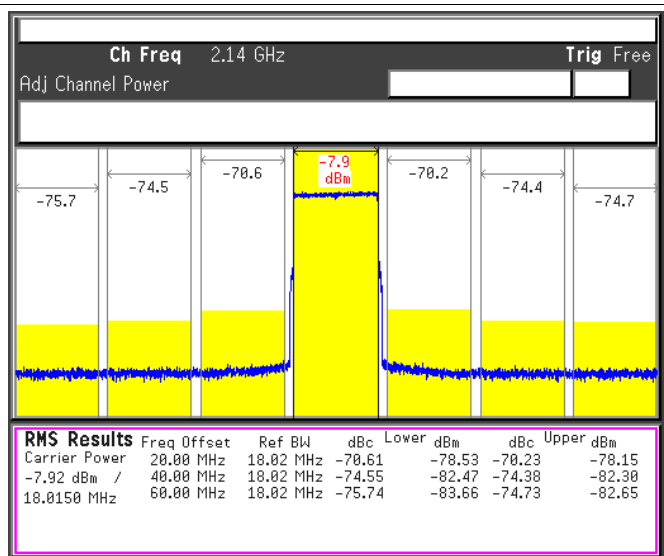 Ch Freq 2.14 GHz Trig Free
Adj Channel Power
-75.7 -74.5 -70.6 -7.9 dBm -70.2 -74.4 -74.7
RMS Results Freq Offset Ref BW dBc Lower dBm dBc Upper dBm
Carrier Power 20.00 MHz 18.02 MHz -70.61 -78.53 -70.23 -78.15
-7.92 dBm / 40.00 MHz 18.02 MHz -74.55 -82.47 -74.38 -82.30
18.0150 MHz 60.00 MHz 18.02 MHz -75.74 -83.66 -74.73 -82.65